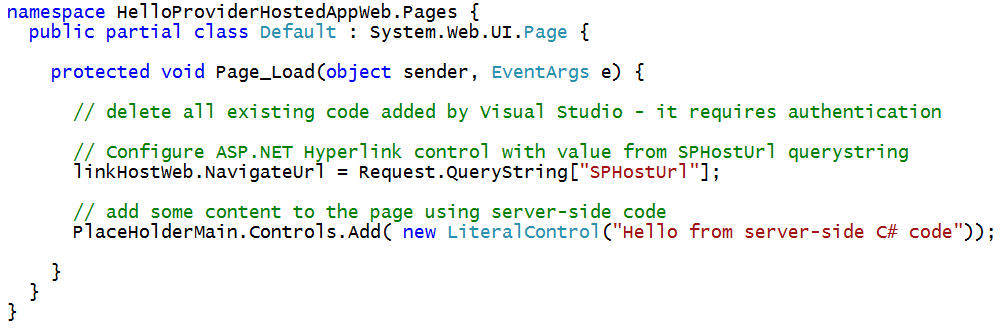 namespace HelloProviderHostedAppWeb.Pages {
  public partial class Default : System.Web.UI.Page {

    protected void Page_Load(object sender, EventArgs e) {

      // delete all existing code added by Visual Studio - it requires authentication

      // Configure ASP.NET Hyperlink control with value from SPHostUrl querystring
      linkHostWeb.NavigateUrl = Request.QueryString["SPHostUrl"];

      // add some content to the page using server-side code
      PlaceHolderMain.Controls.Add( new LiteralControl("Hello from server-side C# code"));

    }
  }
}